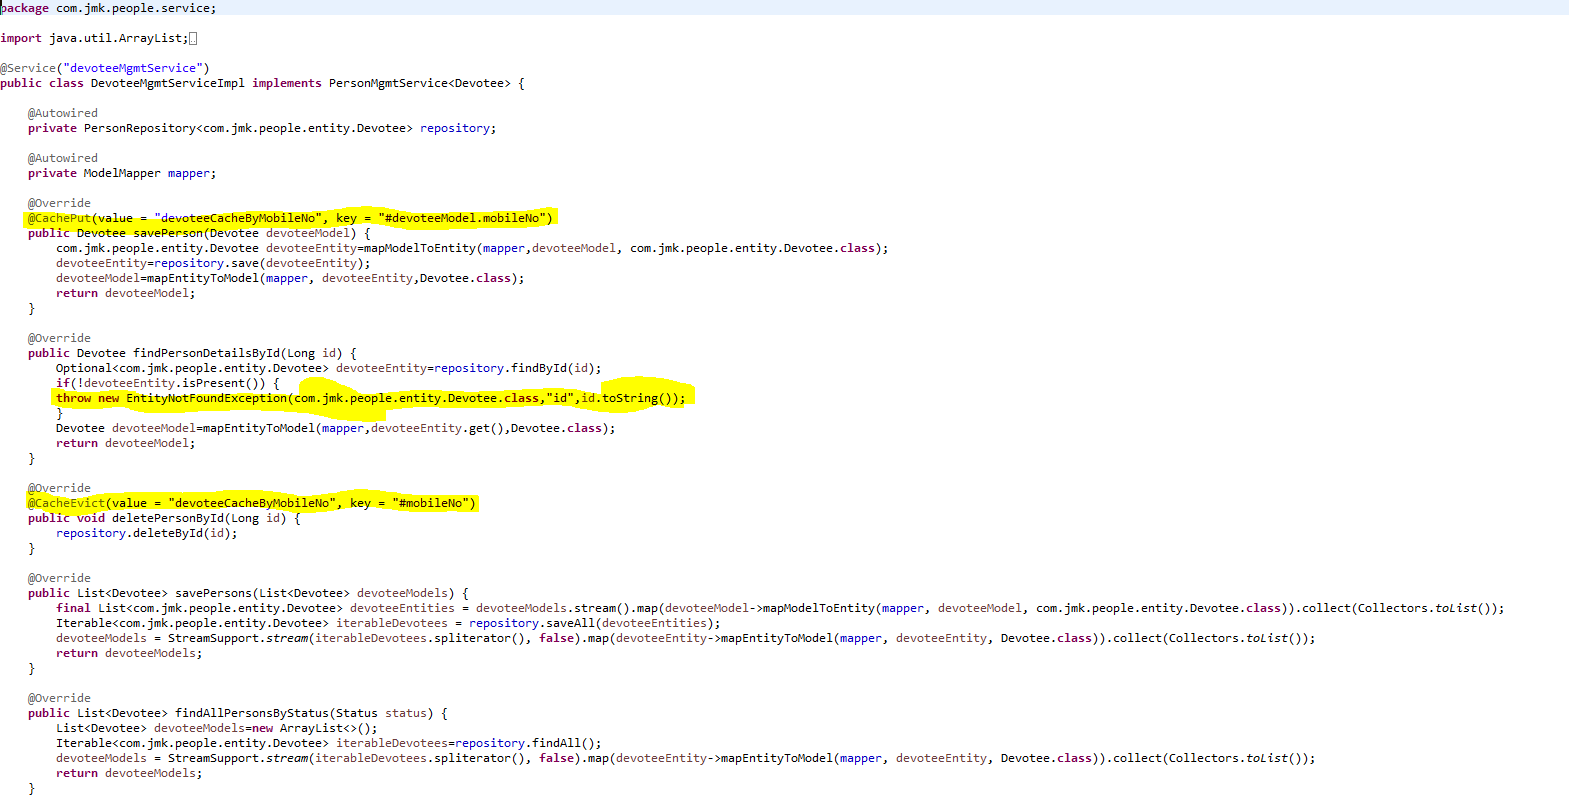 package com.jmk.people.service;
import java.util.ArrayList;
@Service("devoteeMgmtService")
public class DevoteeMgmtServiceImpl implements PersonMgmtService<Devotee> {
@Autowired
private PersonRepository<com.jmk.people.entity.Devotee> repository;
@Autowired
private ModelMapper mapper;
@Override
@CachePut(value = "devoteeCacheByMobileNo", key = "#devoteeModel.mobileNo")
public Devotee savePerson(Devotee devoteeModel) {
com.jmk.people.entity.Devotee devoteeEntity=mapModelToEntity(mapper,devoteeModel, com.jmk.people.entity.Devotee.class);
devoteeEntity=repository.save(devoteeEntity);
devoteeModel=mapEntityToModel(mapper, devoteeEntity,Devotee.class);
return devoteeModel;
}
@Override
public Devotee findPersonDetailsById(Long id) {
Optional<com.jmk.people.entity.Devotee> devoteeEntity=repository.findById(id);
if(!devoteeEntity.isPresent()) {
throw new EntityNotFoundException(com.jmk.people.entity.Devotee.class,"id",id.toString());
}
Devotee devoteeModel=mapEntityToModel(mapper,devoteeEntity.get(),Devotee.class);
return devoteeModel;
}
@Override
@CacheEvict(value = "devoteeCacheByMobileNo", key = "#mobileNo")
public void deletePersonById(Long id) {
repository.deleteById(id);
}
@Override
public List<Devotee> savePersons(List<Devotee> devoteeModels) {
final List<com.jmk.people.entity.Devotee> devoteeEntities = devoteeModels.stream().map(devoteeModel->mapModelToEntity(mapper, devoteeModel, com.jmk.people.entity.Devotee.class)).collect(Collectors.toList());
Iterable<com.jmk.people.entity.Devotee> iterableDevotees = repository.saveAll(devoteeEntities);
devoteeModels = StreamSupport.stream(iterableDevotees.spliterator(), false).map(devoteeEntity->mapEntityToModel(mapper, devoteeEntity, Devotee.class)).collect(Collectors.toList());
return devoteeModels;
}
@Override
public List<Devotee> findAllPersonsByStatus(Status status) {
List<Devotee> devoteeModels=new ArrayList<>();
Iterable<com.jmk.people.entity.Devotee> iterableDevotees=repository.findAll();
devoteeModels = StreamSupport.stream(iterableDevotees.spliterator(), false).map(devoteeEntity->mapEntityToModel(mapper, devoteeEntity, Devotee.class)).collect(Collectors.toList());
return devoteeModels;
}